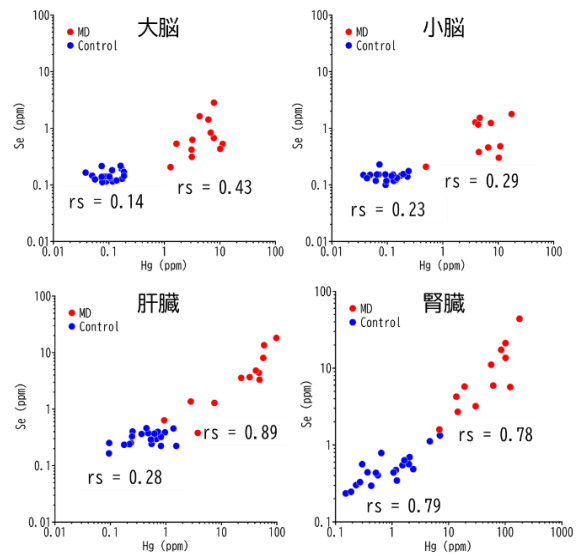 大脳
MD
Control
Se (ppm)
100
10
1
0.1
0.01
rs = 0.14
rs = 0.43
0.01
0.1
1
10
100
Hg (ppm)
小脳
MD
Control
Se (ppm)
100
10
1
0.1
0.01
rs = 0.29
rs = 0.23
0.01
0.1
1
10
100
Hg (ppm)
肝臓
MD
Control
Se (ppm)
100
10
1
0.1
0.01
rs = 0.89
rs = 0.28
0.01
0.1
1
10
100
Hg (ppm)
腎臓
MD
Control
Se (ppm)
100
10
1
0.1
rs = 0.78
rs = 0.79
0.1
1
10
100
1000
Hg (ppm)